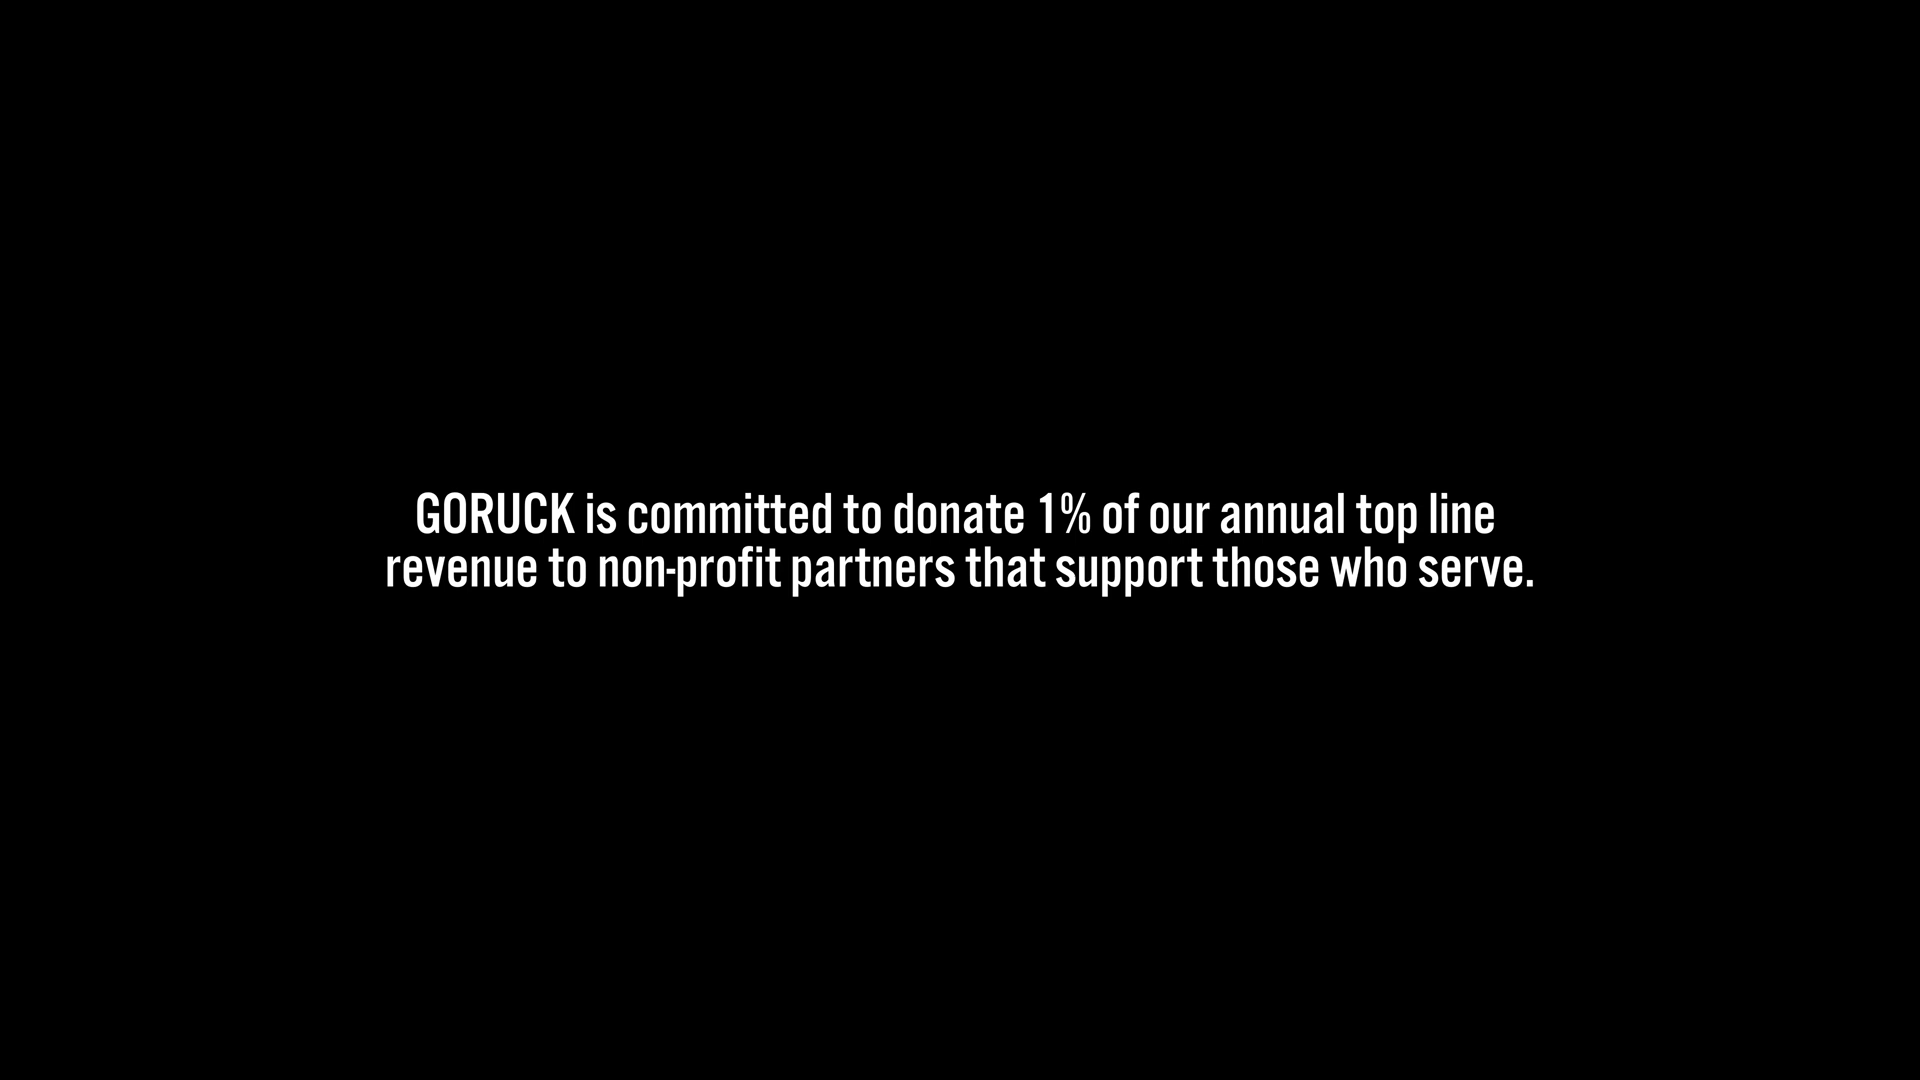 GORUCK is committed to donate 1% of our annual top line
revenue to non-profit partners that support those who serve.